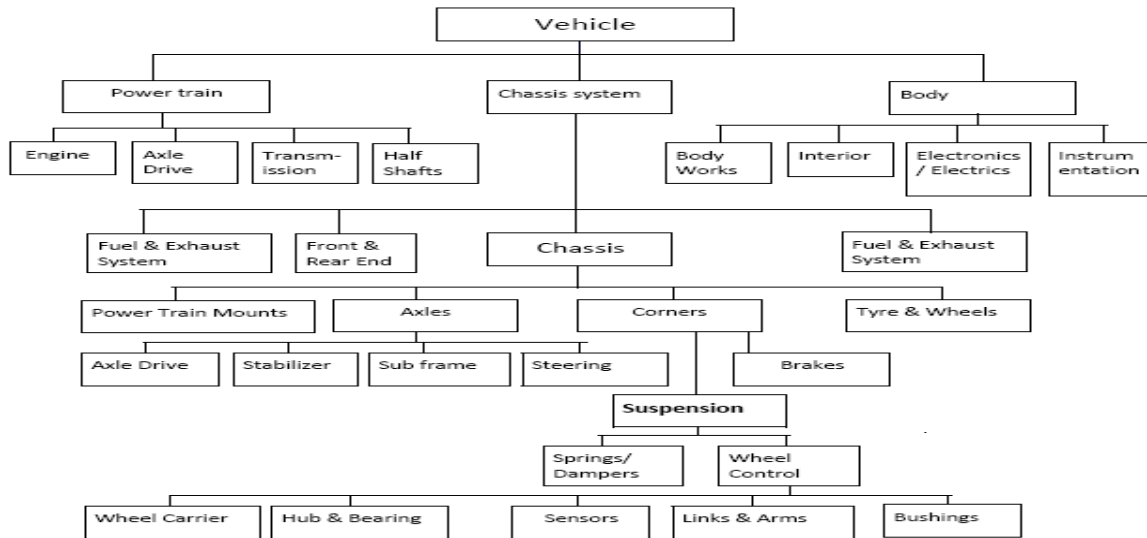 Vehicle
Power train
Chassis system
Body
Engine
Axle
Drive
Transm-
ission
Half
Shafts
Body
Works
Interior
Electronics
/ Electrics
Instrum
entation
Fuel & Exhaust
System
Front &
Rear End
Chassis
Fuel & Exhaust
System
Power Train Mounts
Axles
Corners
Tyre & Wheels
Axle Drive
Stabilizer
Sub frame
Steering
Brakes
Suspension
Springs/
Dampers
Wheel
Control
Wheel Carrier
Hub & Bearing
Sensors
Links & Arms
Bushings